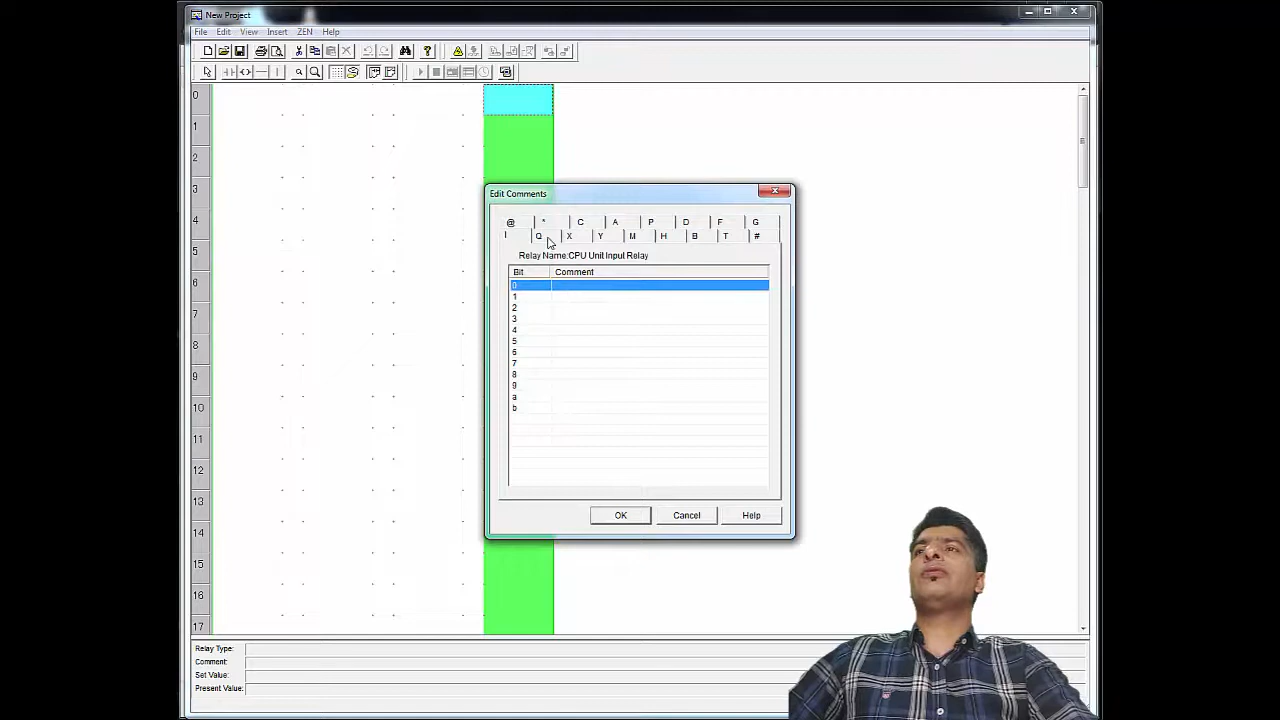 New Project
File Edit View Insert ZEN Help
0
1
2
3
4
5
6
7
8
9
10
11
12
13
14
15
16
17
Edit Comments
@ * C A P D F G
I Q X Y M H B T #
Relay Name:CPU Unit Input Relay
Bit Comment
0
1
2
3
4
5
6
7
8
9
a
b
OK Cancel Help
Relay Type:
Comment:
Set Value:
Present Value: